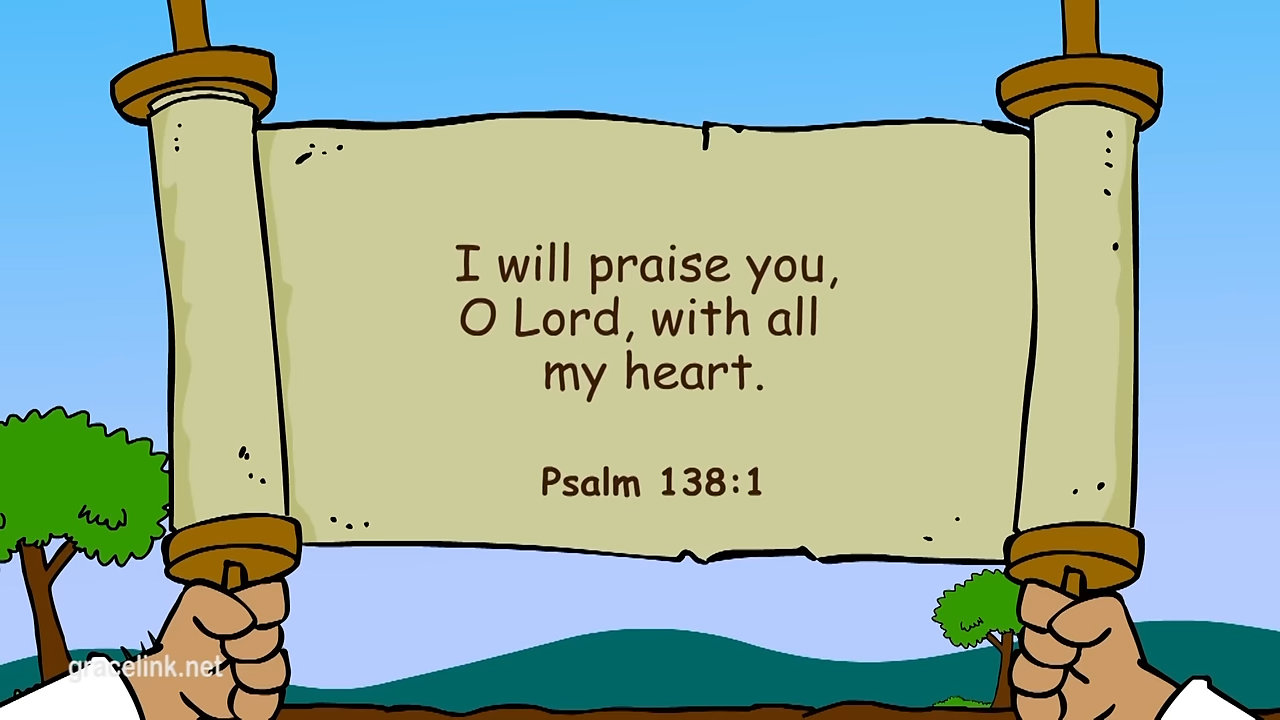 I will praise you,
O Lord, with all
my heart.
Psalm 138:1
gracelink.net